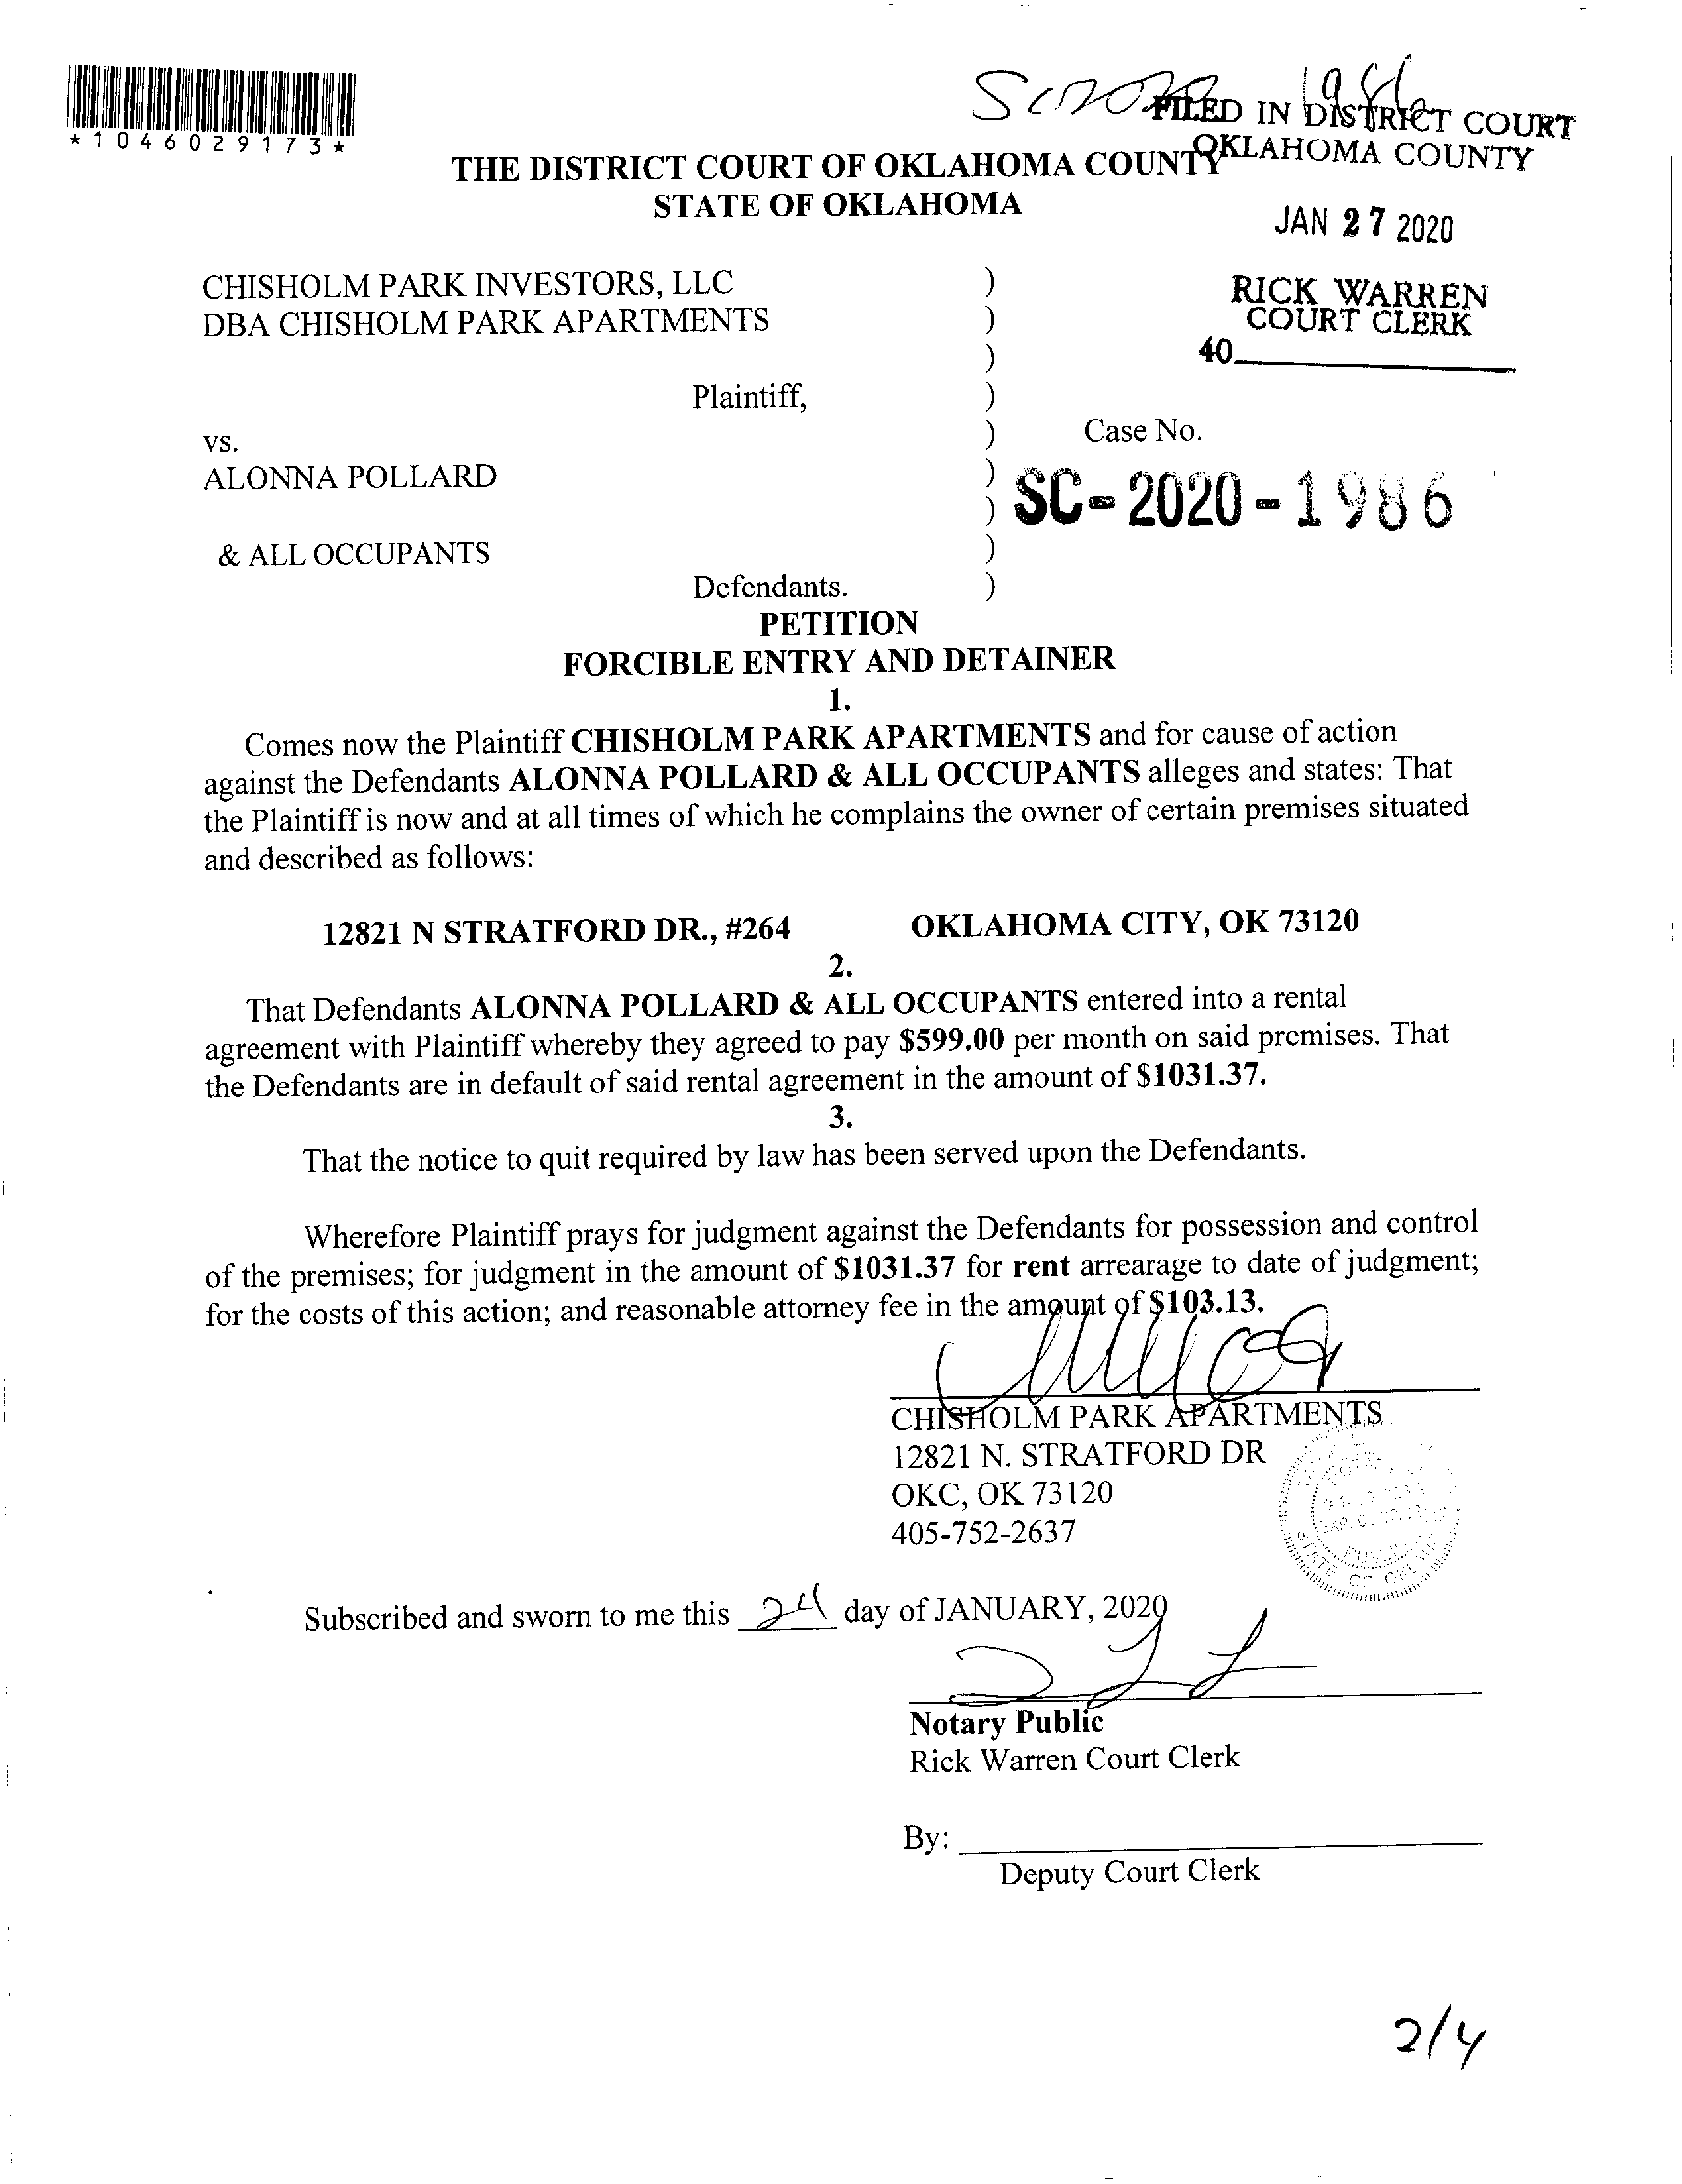 SC2020-1986
FILED IN DISTRICT COURT
OKLAHOMA COUNTY
*1046029173*
THE DISTRICT COURT OF OKLAHOMA COUNTY
STATE OF OKLAHOMA
JAN 27 2020
CHISHOLM PARK INVESTORS, LLC )
DBA CHISHOLM PARK APARTMENTS )
)
RICK WARREN
COURT CLERK
40
Plaintiff, )
vs. ) Case No.
ALONNA POLLARD )
) SC-2020-1986
& ALL OCCUPANTS )
Defendants. )
PETITION
FORCIBLE ENTRY AND DETAINER
1.
Comes now the Plaintiff CHISHOLM PARK APARTMENTS and for cause of action
against the Defendants ALONNA POLLARD & ALL OCCUPANTS alleges and states: That
the Plaintiff is now and at all times of which he complains the owner of certain premises situated
and described as follows:
12821 N STRATFORD DR., #264 OKLAHOMA CITY, OK 73120
2.
That Defendants ALONNA POLLARD & ALL OCCUPANTS entered into a rental
agreement with Plaintiff whereby they agreed to pay $599.00 per month on said premises. That
the Defendants are in default of said rental agreement in the amount of $1031.37.
3.
That the notice to quit required by law has been served upon the Defendants.
Wherefore Plaintiff prays for judgment against the Defendants for possession and control
of the premises; for judgment in the amount of $1031.37 for rent arrearage to date of judgment;
for the costs of this action; and reasonable attorney fee in the amount of $103.13.
CHISHOLM PARK APARTMENTS
12821 N. STRATFORD DR
OKC, OK 73120
405-752-2637
STATE OF
Subscribed and sworn to me this 24 day of JANUARY, 2020
Notary Public
Rick Warren Court Clerk
By:
Deputy Court Clerk
2/4